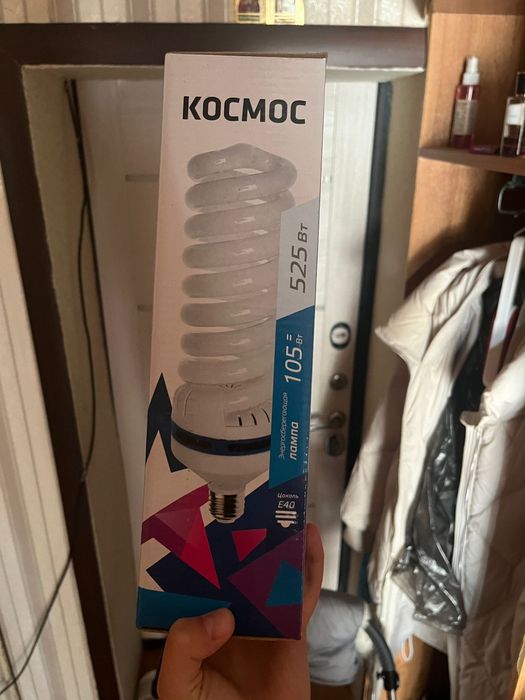 КОСМОС
525 Вт
=
105 Вт
Энергосберегающая
лампа
Цоколь
E40